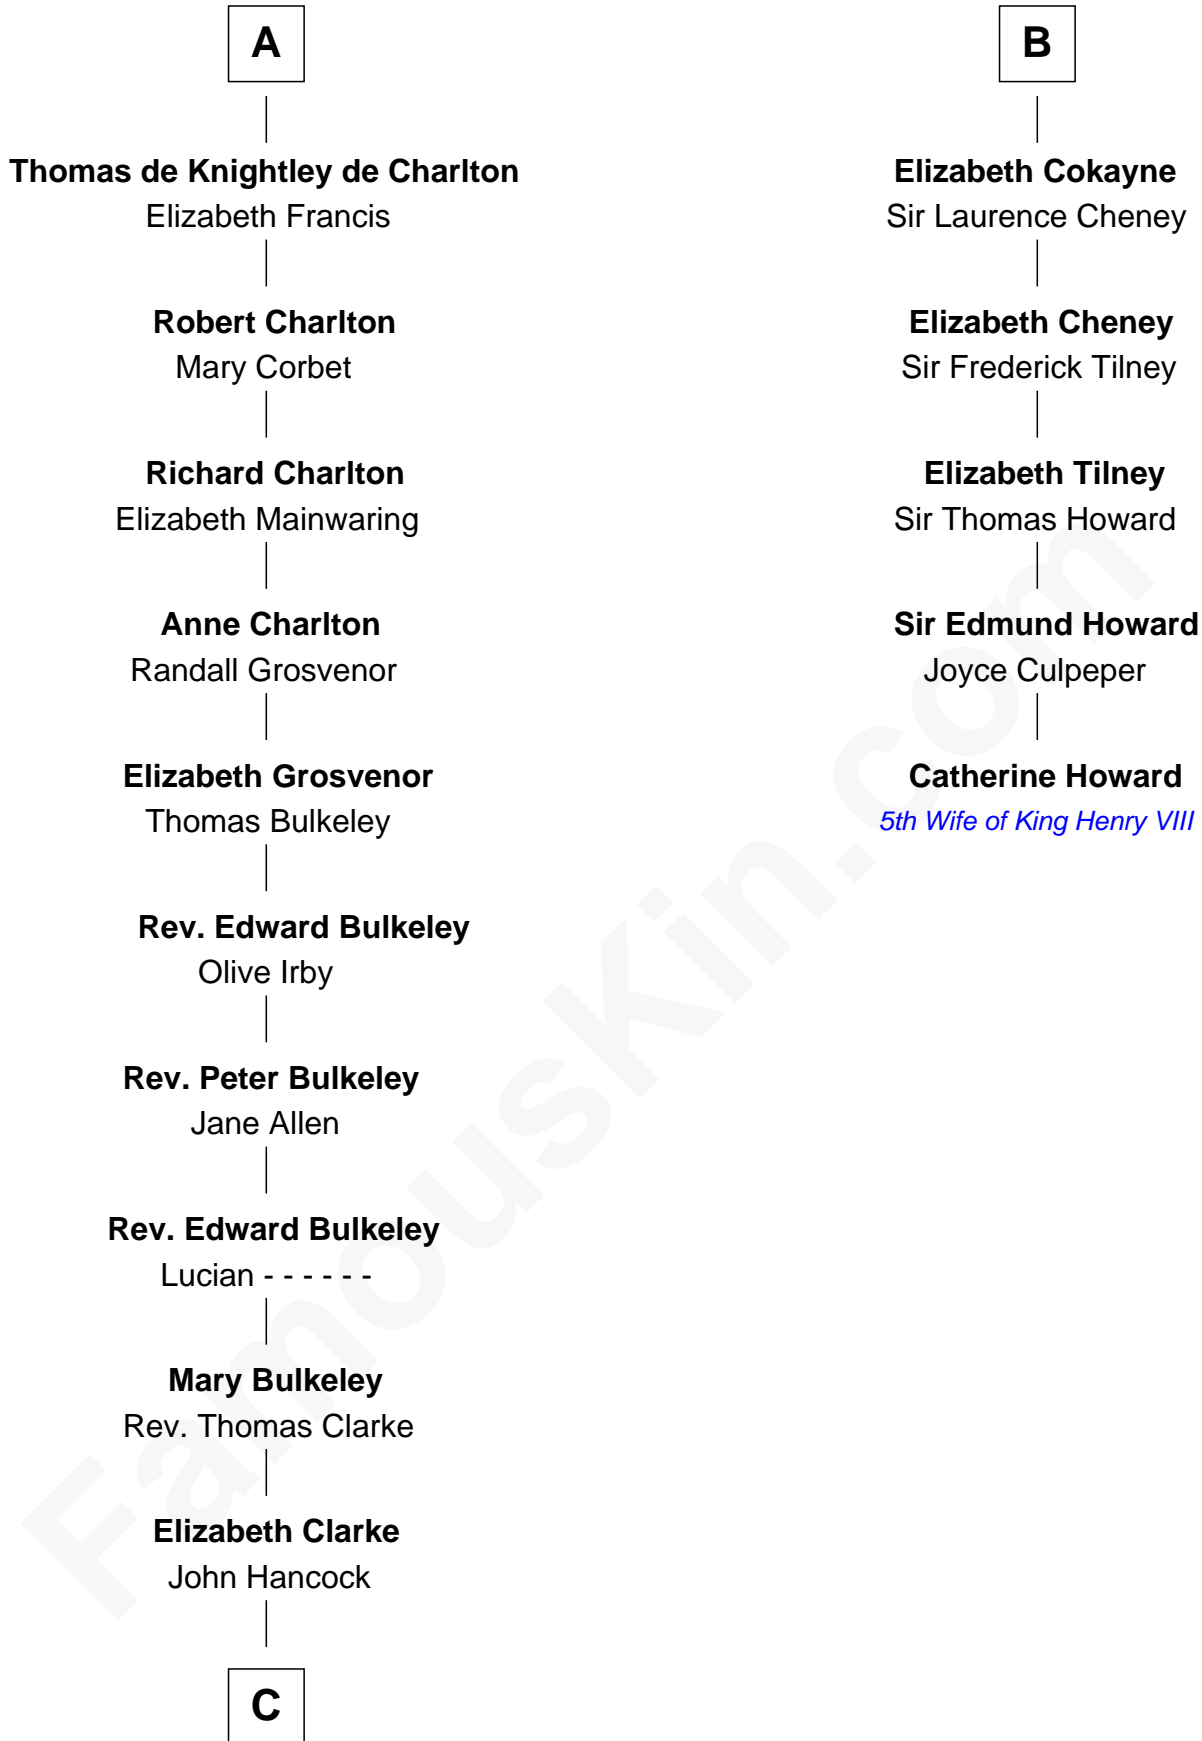 A
Thomas de Knightley de Charlton
Elizabeth Francis
Robert Charlton
Mary Corbet
Richard Charlton
Elizabeth Mainwaring
Anne Charlton
Randall Grosvenor
Elizabeth Grosvenor
Thomas Bulkeley
Rev. Edward Bulkeley
Olive Irby
Rev. Peter Bulkeley
Jane Allen
Rev. Edward Bulkeley
Lucian - - - - - -
Mary Bulkeley
Rev. Thomas Clarke
Elizabeth Clarke
John Hancock
C
B
Elizabeth Cokayne
Sir Laurence Cheney
Elizabeth Cheney
Sir Frederick Tilney
Elizabeth Tilney
Sir Thomas Howard
Sir Edmund Howard
Joyce Culpeper
Catherine Howard
5th Wife of King Henry VIII
FamousKin.com